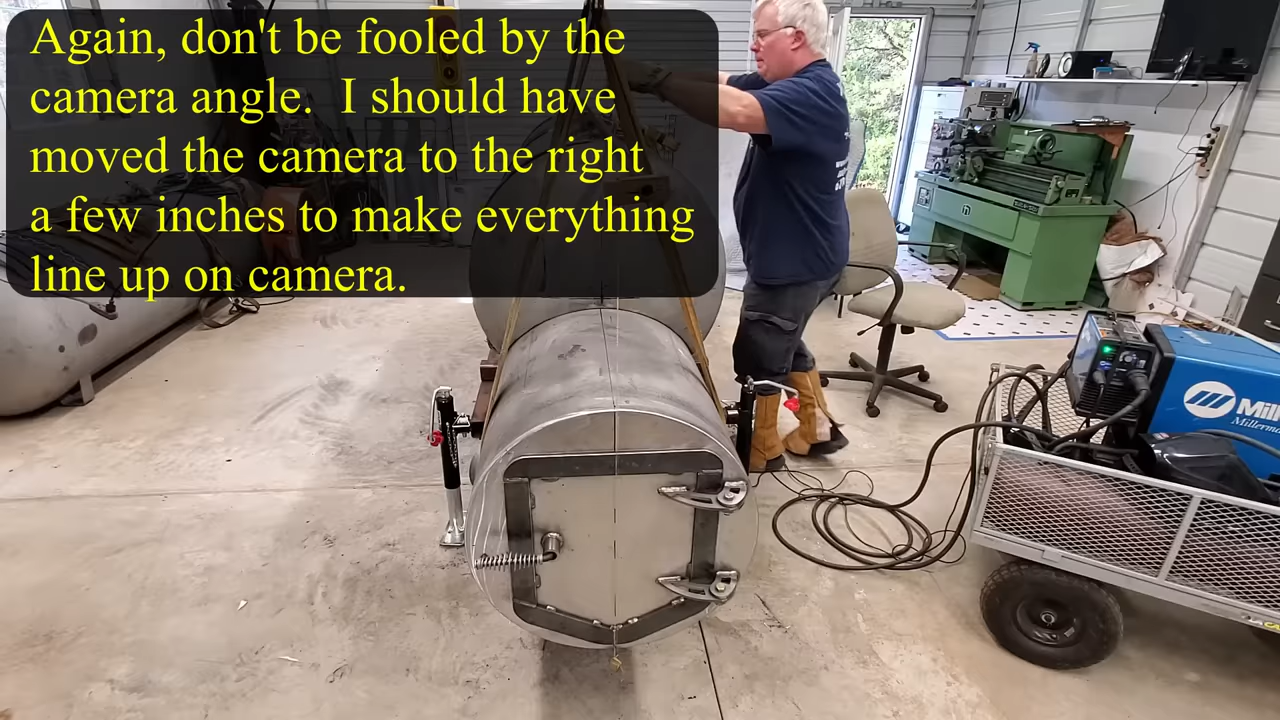 Again, don't be fooled by the
camera angle.  I should have
moved the camera to the right
a few inches to make everything
line up on camera.
Mil
Millerma